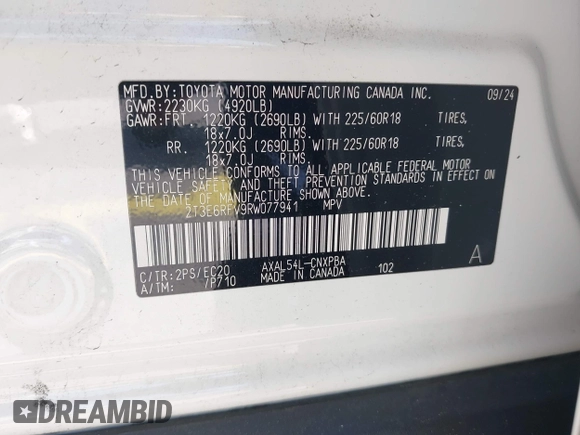 MFD.BY:TOYOTA MOTOR MANUFACTURING CANADA INC.
GVWR:2230KG (4920LB) 09/24
GAWR:FRT. 1220KG (2690LB) WITH 225/60R18 TIRES,
18x7.0J RIMS.
RR. 1220KG (2690LB) WITH 225/60R18 TIRES,
18x7.0J RIMS.
THIS VEHICLE CONFORMS TO ALL APPLICABLE FEDERAL MOTOR
VEHICLE SAFETY, AND THEFT PREVENTION STANDARDS IN EFFECT ON
THE DATE OF MANUFACTURE SHOWN ABOVE.
2T3E6RFV9RW077941 MPV
C/TR:2PS/EC20 AXAL54L-CNXPBA A
A/TM: /P710 MADE IN CANADA 102
DREAMBID